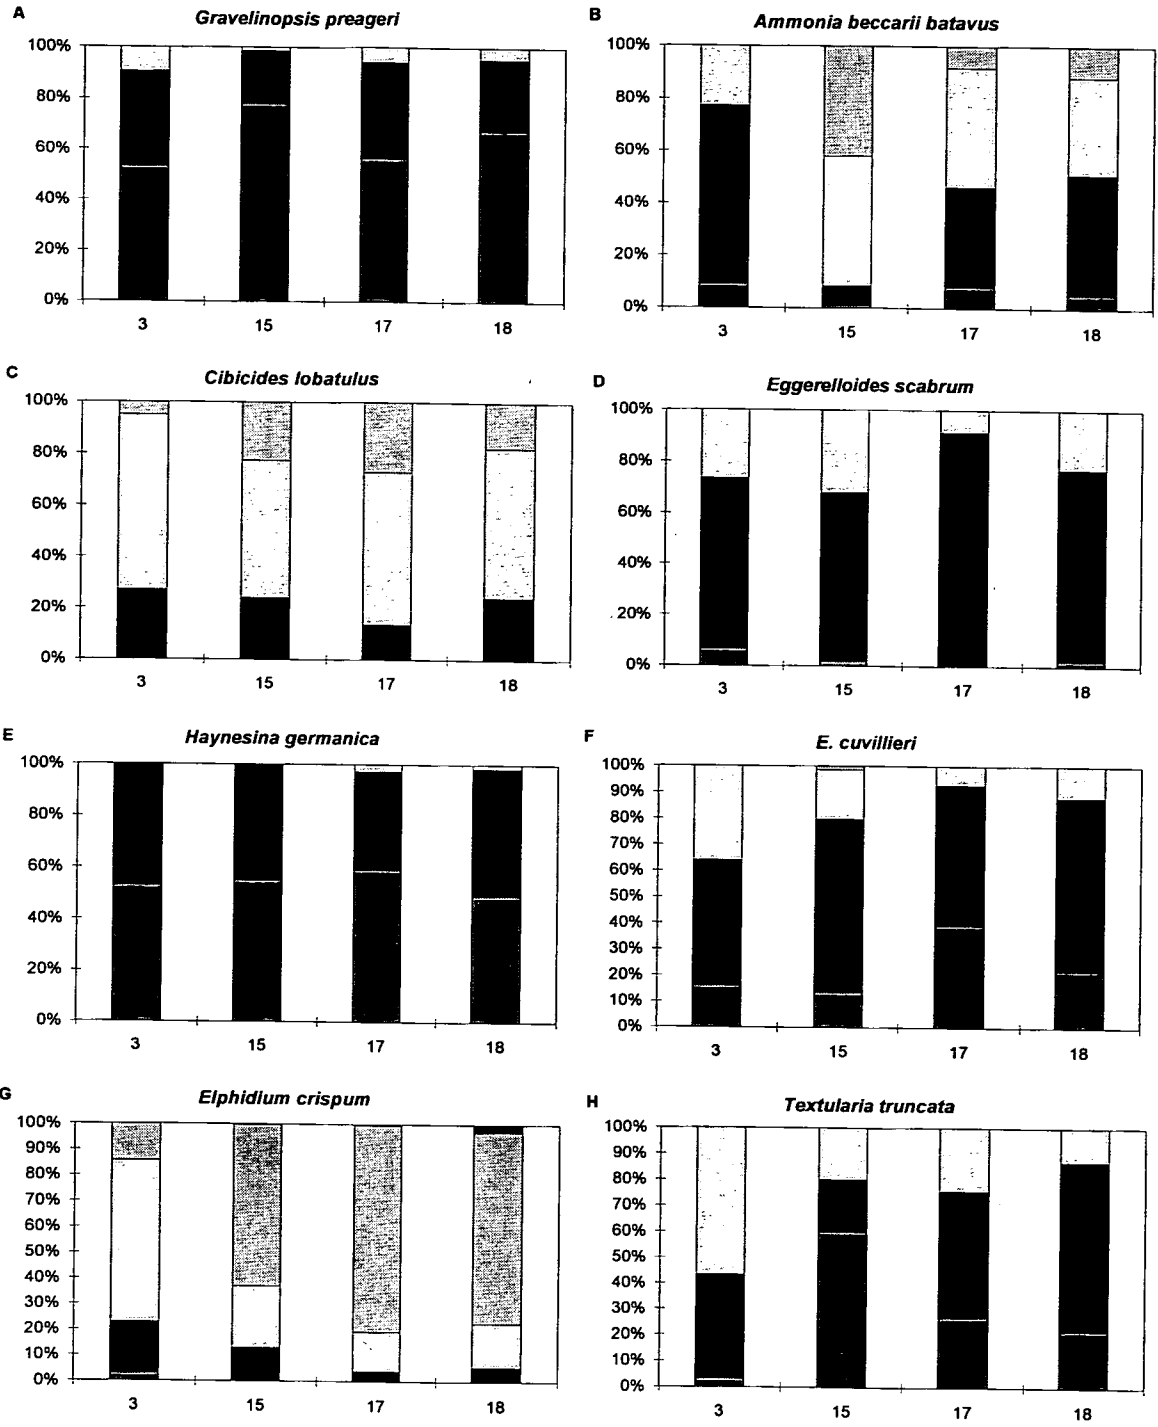 A
Gravelinopsis preageri
100%
80%
60%
40%
20%
0%
3 15 17 18
B
Ammonia beccarii batavus
100%
80%
60%
40%
20%
0%
3 15 17 18
C
Cibicides lobatulus
100%
80%
60%
40%
20%
0%
3 15 17 18
D
Eggerelloides scabrum
100%
80%
60%
40%
20%
0%
3 15 17 18
E
Haynesina germanica
100%
80%
60%
40%
20%
0%
3 15 17 18
F
E. cuvillieri
100%
90%
80%
70%
60%
50%
40%
30%
20%
10%
0%
3 15 17 18
G
Elphidium crispum
100%
90%
80%
70%
60%
50%
40%
30%
20%
10%
0%
3 15 17 18
H
Textularia truncata
100%
90%
80%
70%
60%
50%
40%
30%
20%
10%
0%
3 15 17 18